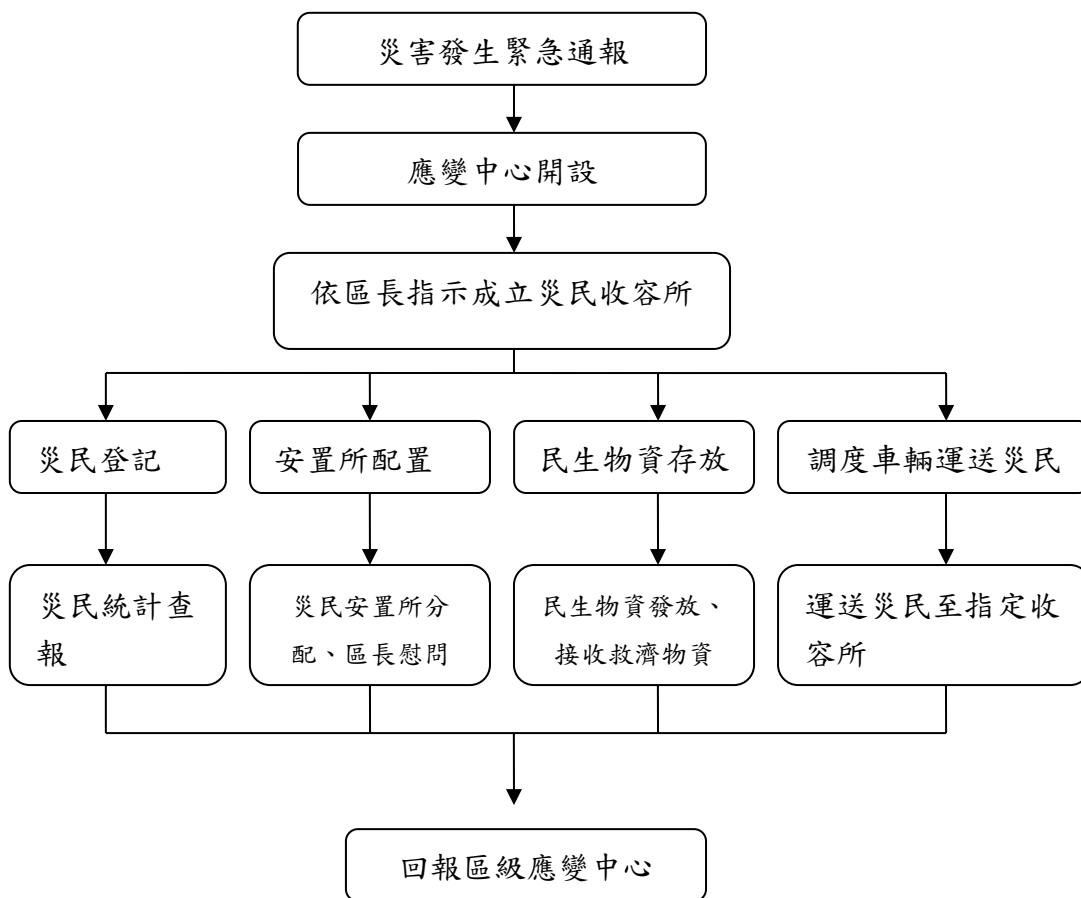 災害發生緊急通報
應變中心開設
依區長指示成立災民收容所
災民登記
安置所配置
民生物資存放
調度車輛運送災民
災民統計查
報
災民安置所分
配、區長慰問
民生物資發放、
接收救濟物資
運送災民至指定收
容所
回報區級應變中心